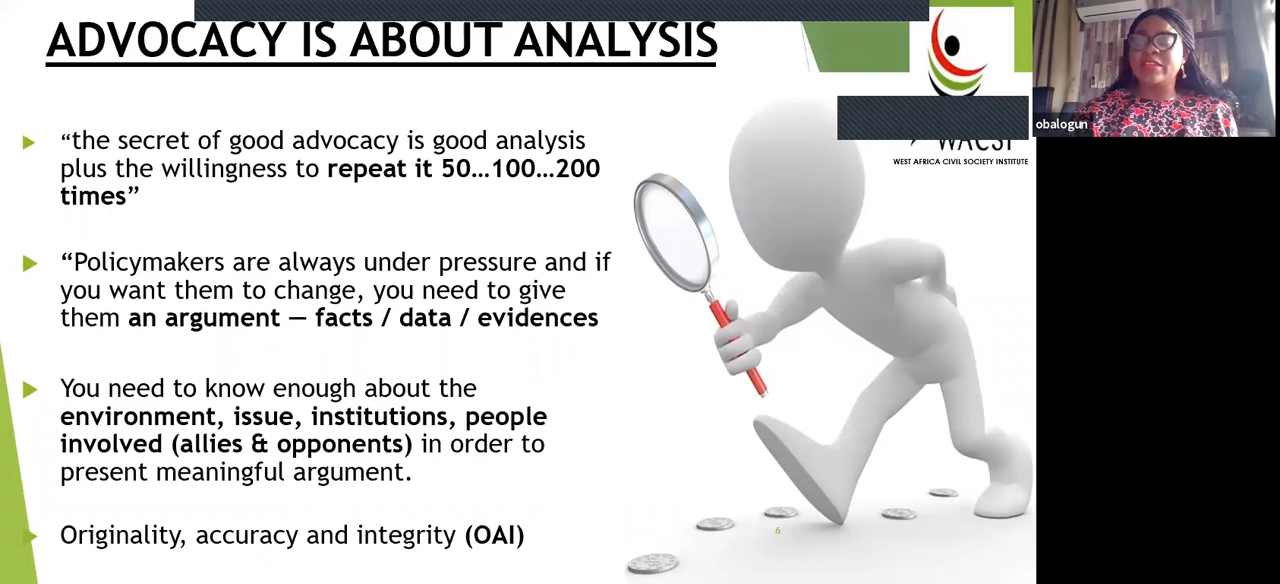 ADVOCACY IS ABOUT ANALYSIS
“the secret of good advocacy is good analysis
plus the willingness to repeat it 50…100…200
times”
“Policymakers are always under pressure and if
you want them to change, you need to give
them an argument — facts / data / evidences
You need to know enough about the
environment, issue, institutions, people
involved (allies & opponents) in order to
present meaningful argument.
Originality, accuracy and integrity (OAI)
WACSI
WEST AFRICA CIVIL SOCIETY INSTITUTE
obalogun
6